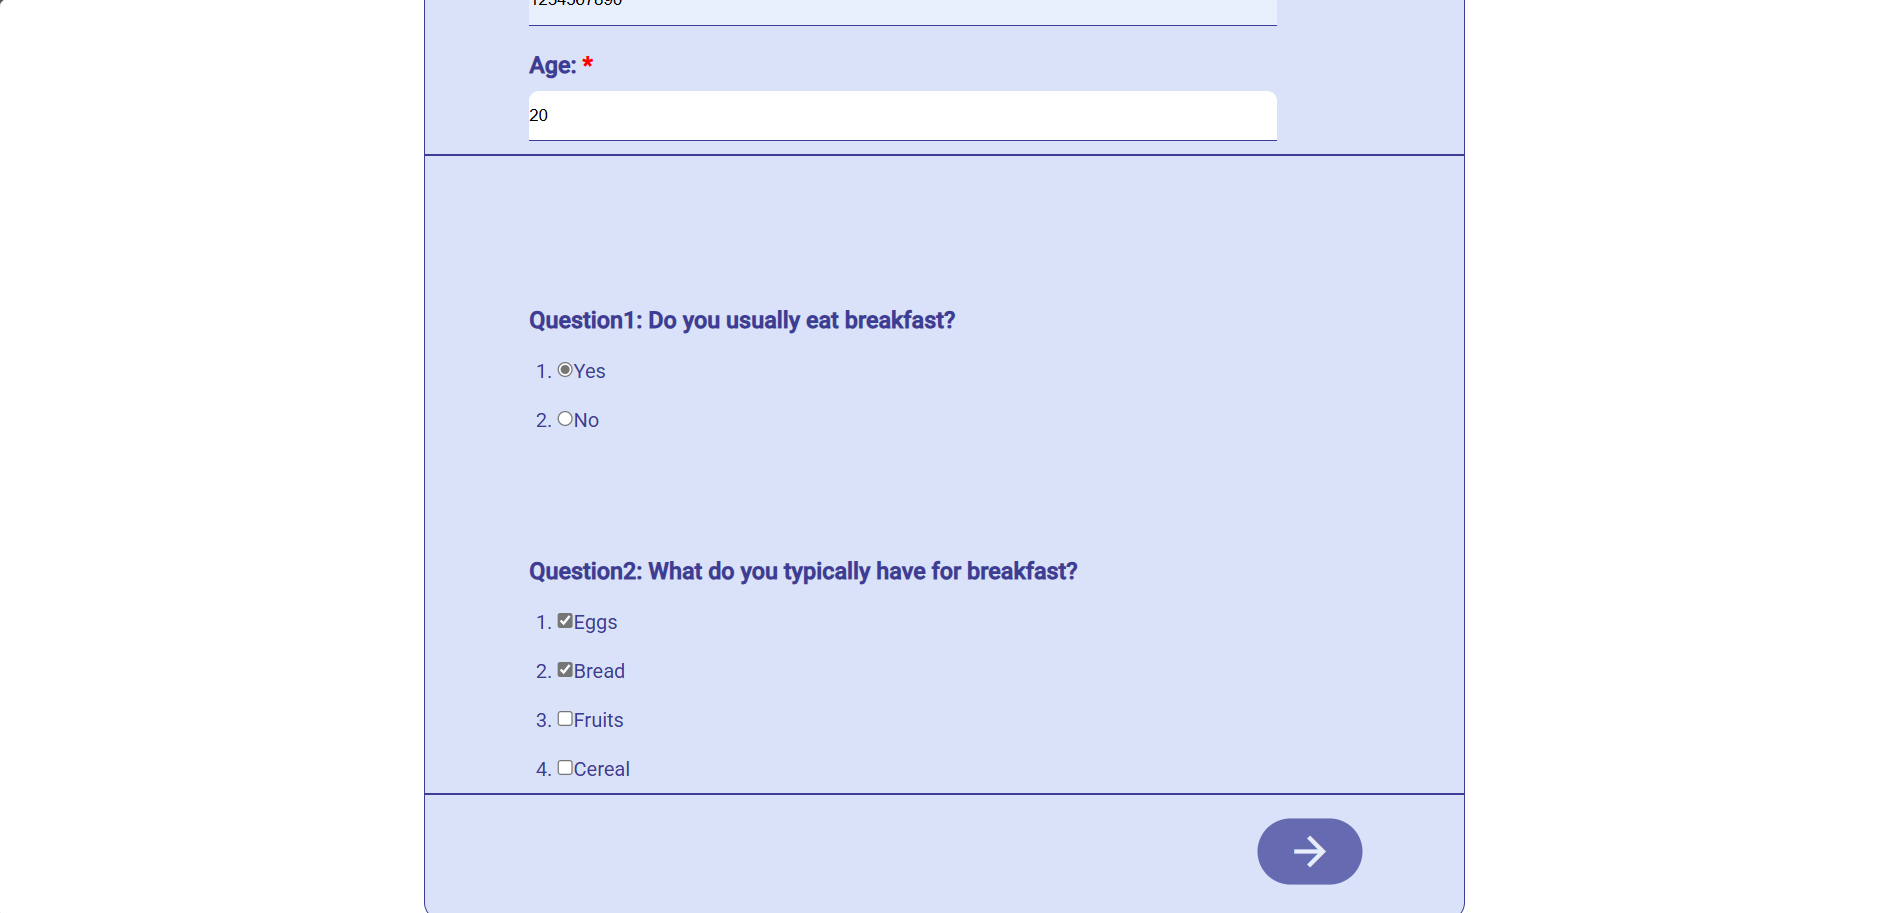 1234567890
Age: *
20
Question1: Do you usually eat breakfast?
1. Yes
2. No
Question2: What do you typically have for breakfast?
1. Eggs
2. Bread
3. Fruits
4. Cereal